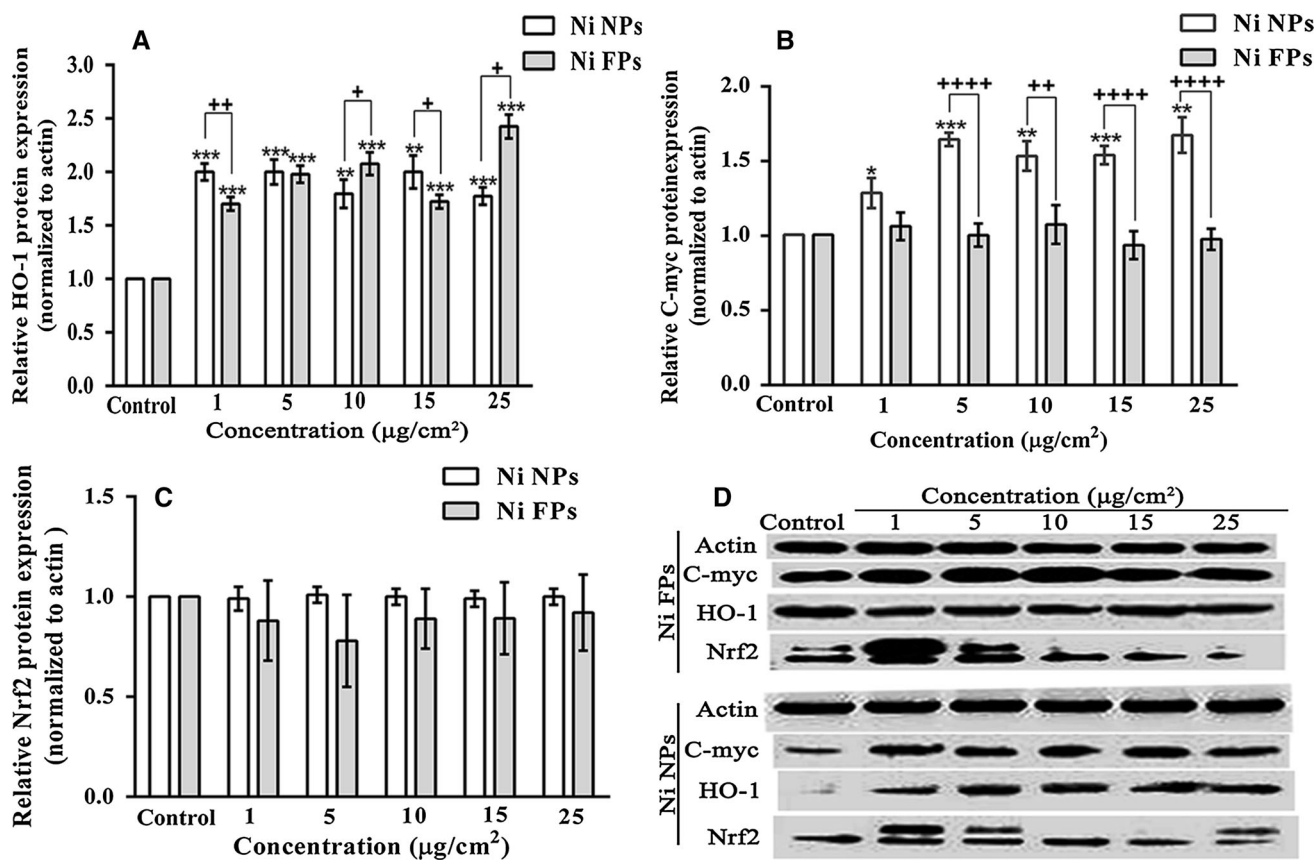 A
Ni NPs
Ni FPs
Relative HO-1 protein expression
(normalized to actin)
3.0
2.5
2.0
1.5
1.0
0.5
0.0
*** ++ ***
*** ***
** + ***
** + ***
*** + ***
Control 1 5 10 15 25
Concentration (µg/cm²)
B
Ni NPs
Ni FPs
Relative C-myc proteinexpression
(normalized to actin)
2.0
1.5
1.0
0.5
0.0
*
*** ++++
** ++
*** ++++
** ++++
Control 1 5 10 15 25
Concentration (µg/cm²)
C
Ni NPs
Ni FPs
Relative Nrf2 protein expression
(normalized to actin )
1.5
1.0
0.5
0.0
Control 1 5 10 15 25
Concentration (µg/cm²)
D
Concentration (µg/cm²)
Control 1 5 10 15 25
Ni FPs
Actin
C-myc
HO-1
Nrf2
Ni NPs
Actin
C-myc
HO-1
Nrf2